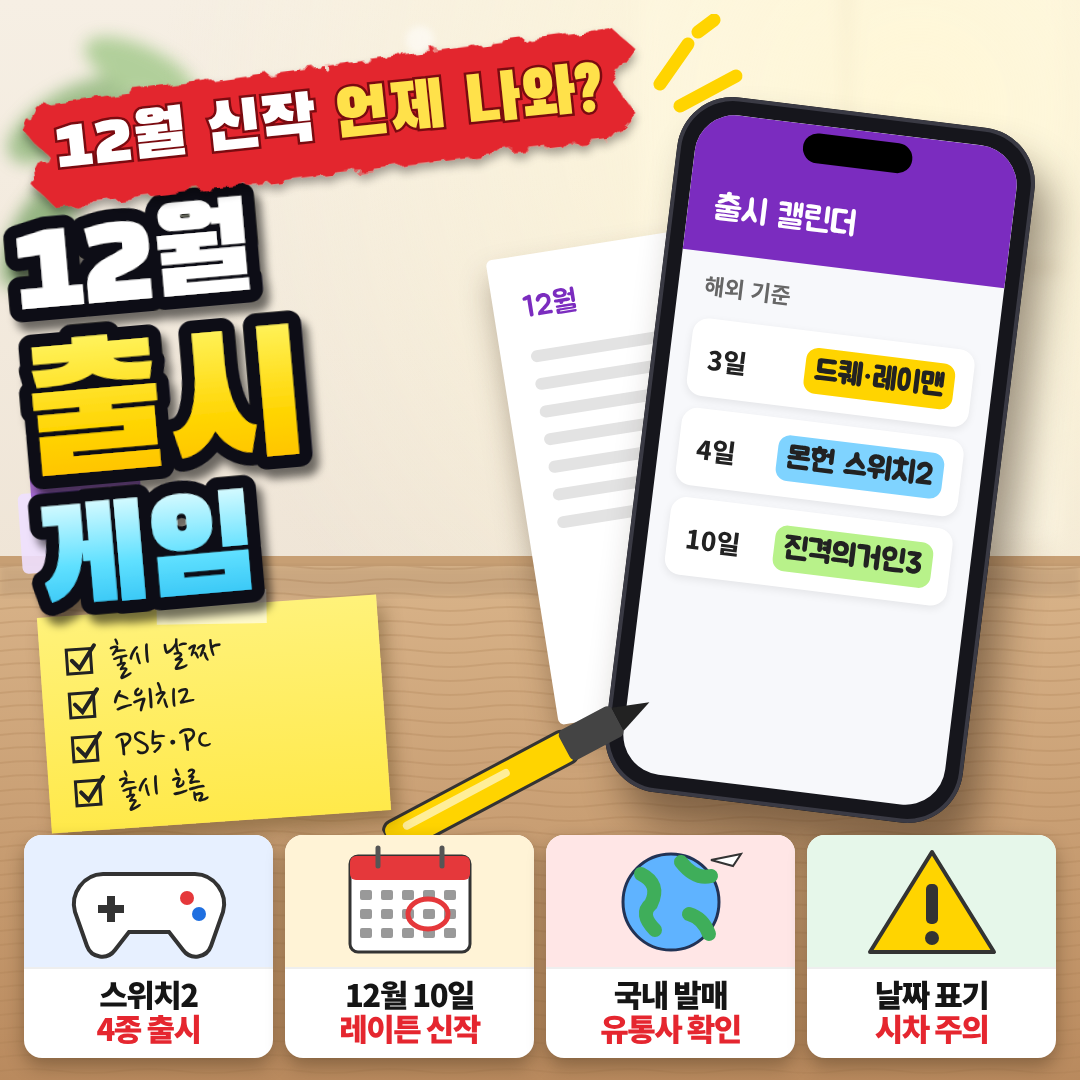 12월 신작 언제 나와?
12월
출시
게임
12월
출시 캘린더
해외 기준
3일 드퀘·레이맨
4일 몬헌 스위치2
10일 진격의거인3
출시 날짜
스위치2
PS5·PC
출시 흐름
스위치2
4종 출시
12월 10일
레이튼 신작
국내 발매
유통사 확인
날짜 표기
시차 주의